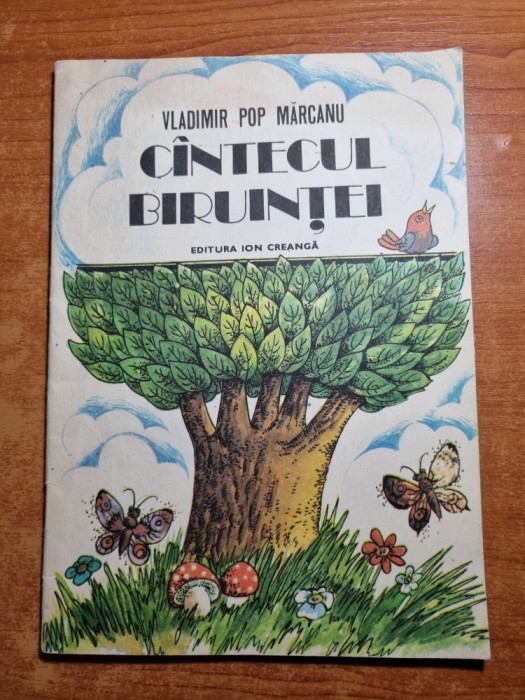 VLADIMIR POP MĂRCANU
CÎNTECUL
BIRUINȚEI
EDITURA ION CREANGĂ